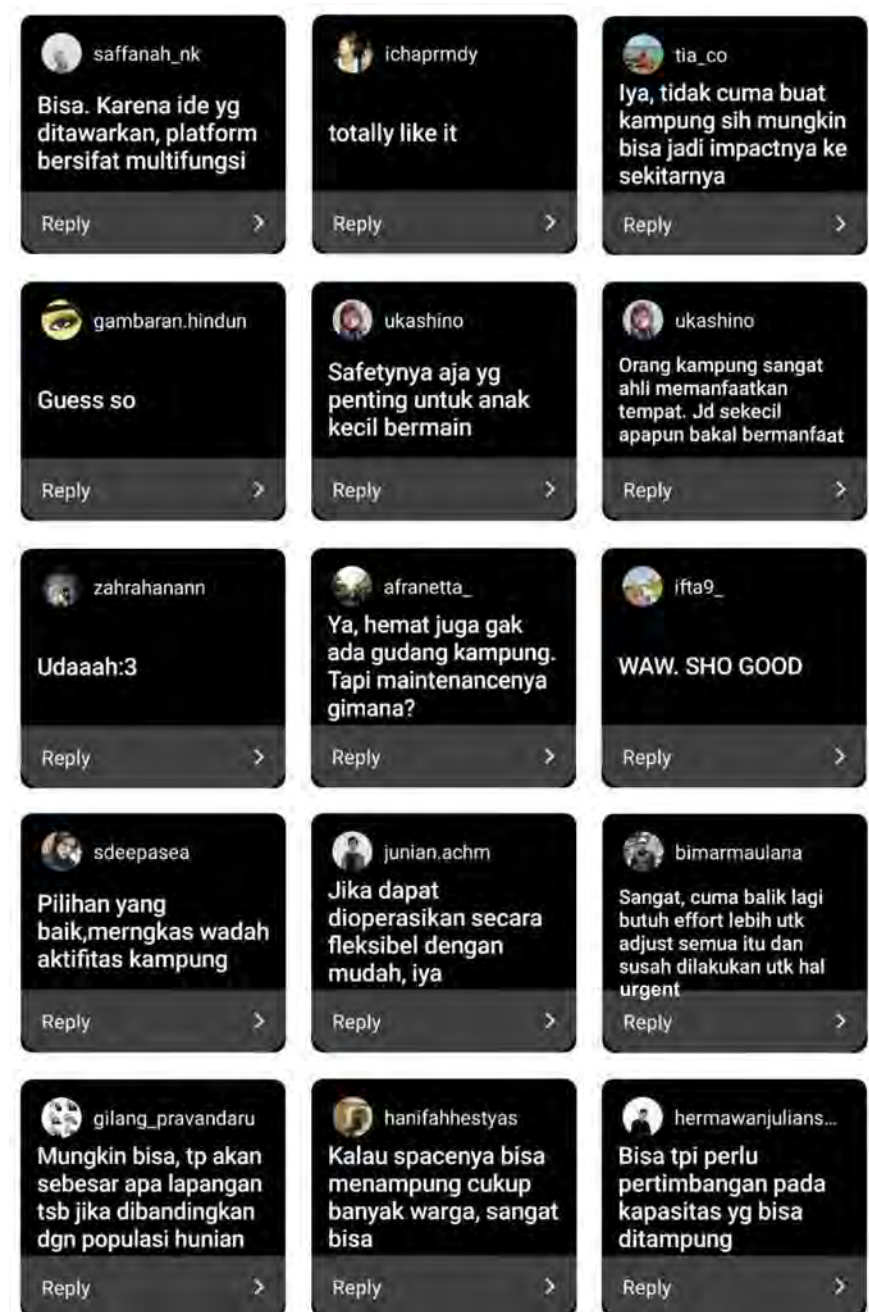 saffanah_nk
Bisa. Karena ide yg
ditawarkan, platform
bersifat multifungsi
Reply
ichaprmdy
totally like it
Reply
tia_co
Iya, tidak cuma buat
kampung sih mungkin
bisa jadi impactnya ke
sekitarnya
Reply
gambaran.hindun
Guess so
Reply
ukashino
Safetynya aja yg
penting untuk anak
kecil bermain
Reply
ukashino
Orang kampung sangat
ahli memanfaatkan
tempat. Jd sekecil
apapun bakal bermanfaat
Reply
zahrahanann
Udaaah:3
Reply
afranetta_
Ya, hemat juga gak
ada gudang kampung.
Tapi maintenancenya
gimana?
Reply
ifta9_
WAW. SHO GOOD
Reply
sdeepasea
Pilihan yang
baik,merngkas wadah
aktifitas kampung
Reply
junian.achm
Jika dapat
dioperasikan secara
fleksibel dengan
mudah, iya
Reply
bimarmaulana
Sangat, cuma balik lagi
butuh effort lebih utk
adjust semua itu dan
susah dilakukan utk hal
urgent
Reply
gilang_pravandaru
Mungkin bisa, tp akan
sebesar apa lapangan
tsb jika dibandingkan
dgn populasi hunian
Reply
hanifahhestyas
Kalau spacenya bisa
menampung cukup
banyak warga, sangat
bisa
Reply
hermawanjulians...
Bisa tpi perlu
pertimbangan pada
kapasitas yg bisa
ditampung
Reply